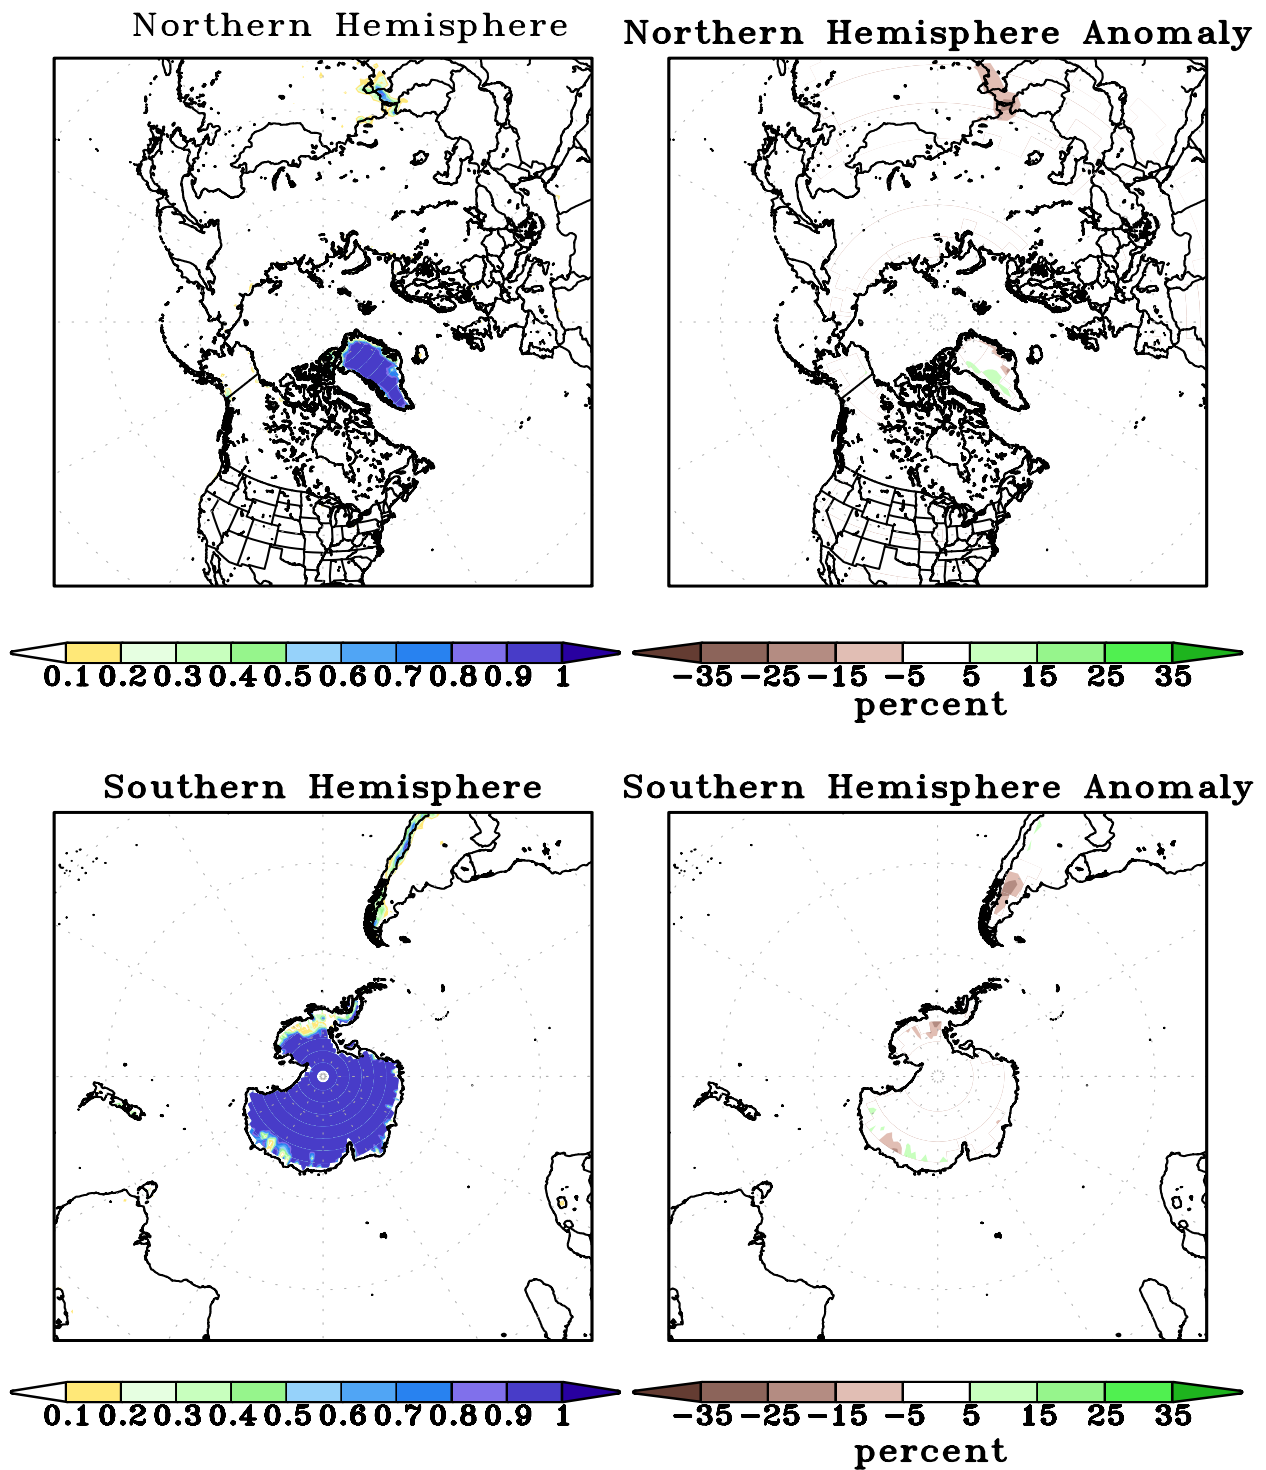 Northern Hemisphere
Northern Hemisphere Anomaly
0.1 0.2 0.3 0.4 0.5 0.6 0.7 0.8 0.9 1
-35 -25 -15 -5 5 15 25 35
percent
Southern Hemisphere
Southern Hemisphere Anomaly
0.1 0.2 0.3 0.4 0.5 0.6 0.7 0.8 0.9 1
-35 -25 -15 -5 5 15 25 35
percent